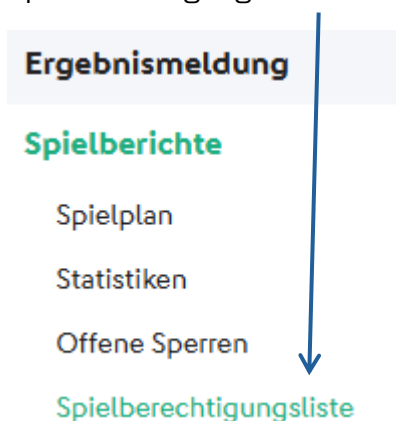 Ergebnismeldung
Spielberichte
Spielplan
Statistiken
Offene Sperren
Spielberechtigungsliste